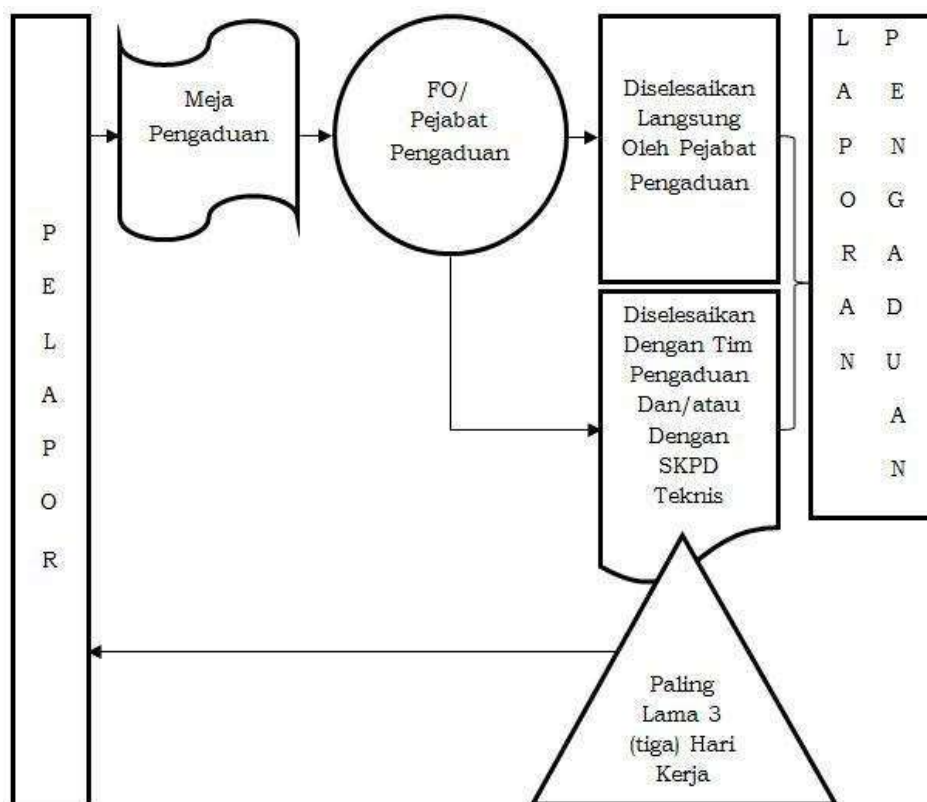 PELAPOR
Meja
Pengaduan
FO/
Pejabat
Pengaduan
Diselesaikan
Langsung
Oleh Pejabat
Pengaduan
Diselesaikan
Dengan Tim
Pengaduan
Dan/atau
Dengan
SKPD
Teknis
Paling
Lama 3
(tiga) Hari
Kerja
LAPORAN
PENGADUAN